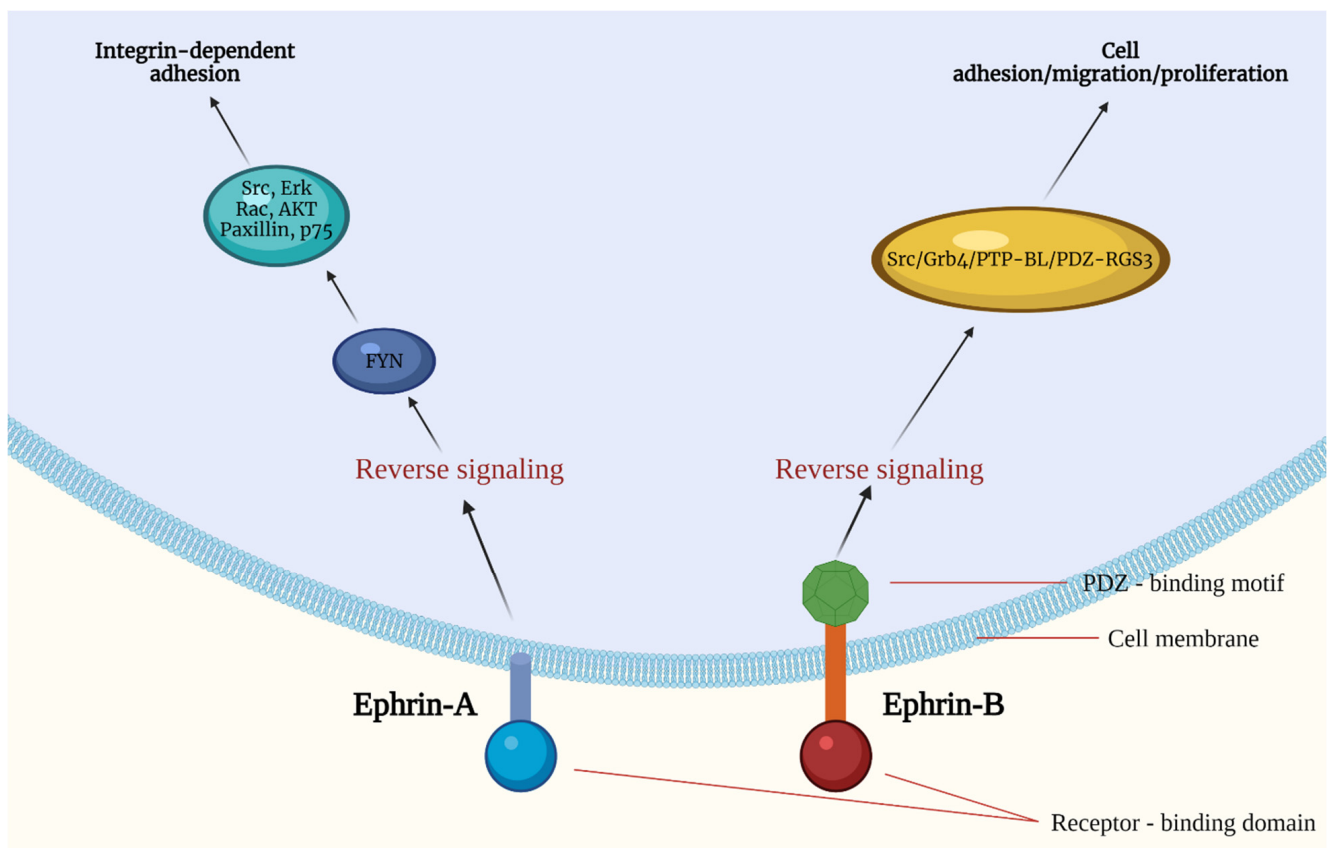 Integrin-dependent
adhesion
Cell
adhesion/migration/proliferation
Src, Erk
Rac, AKT
Paxillin, p75
Src/Grb4/PTP-BL/PDZ-RGS3
FYN
Reverse signaling
Reverse signaling
PDZ - binding motif
Cell membrane
Ephrin-A
Ephrin-B
Receptor - binding domain